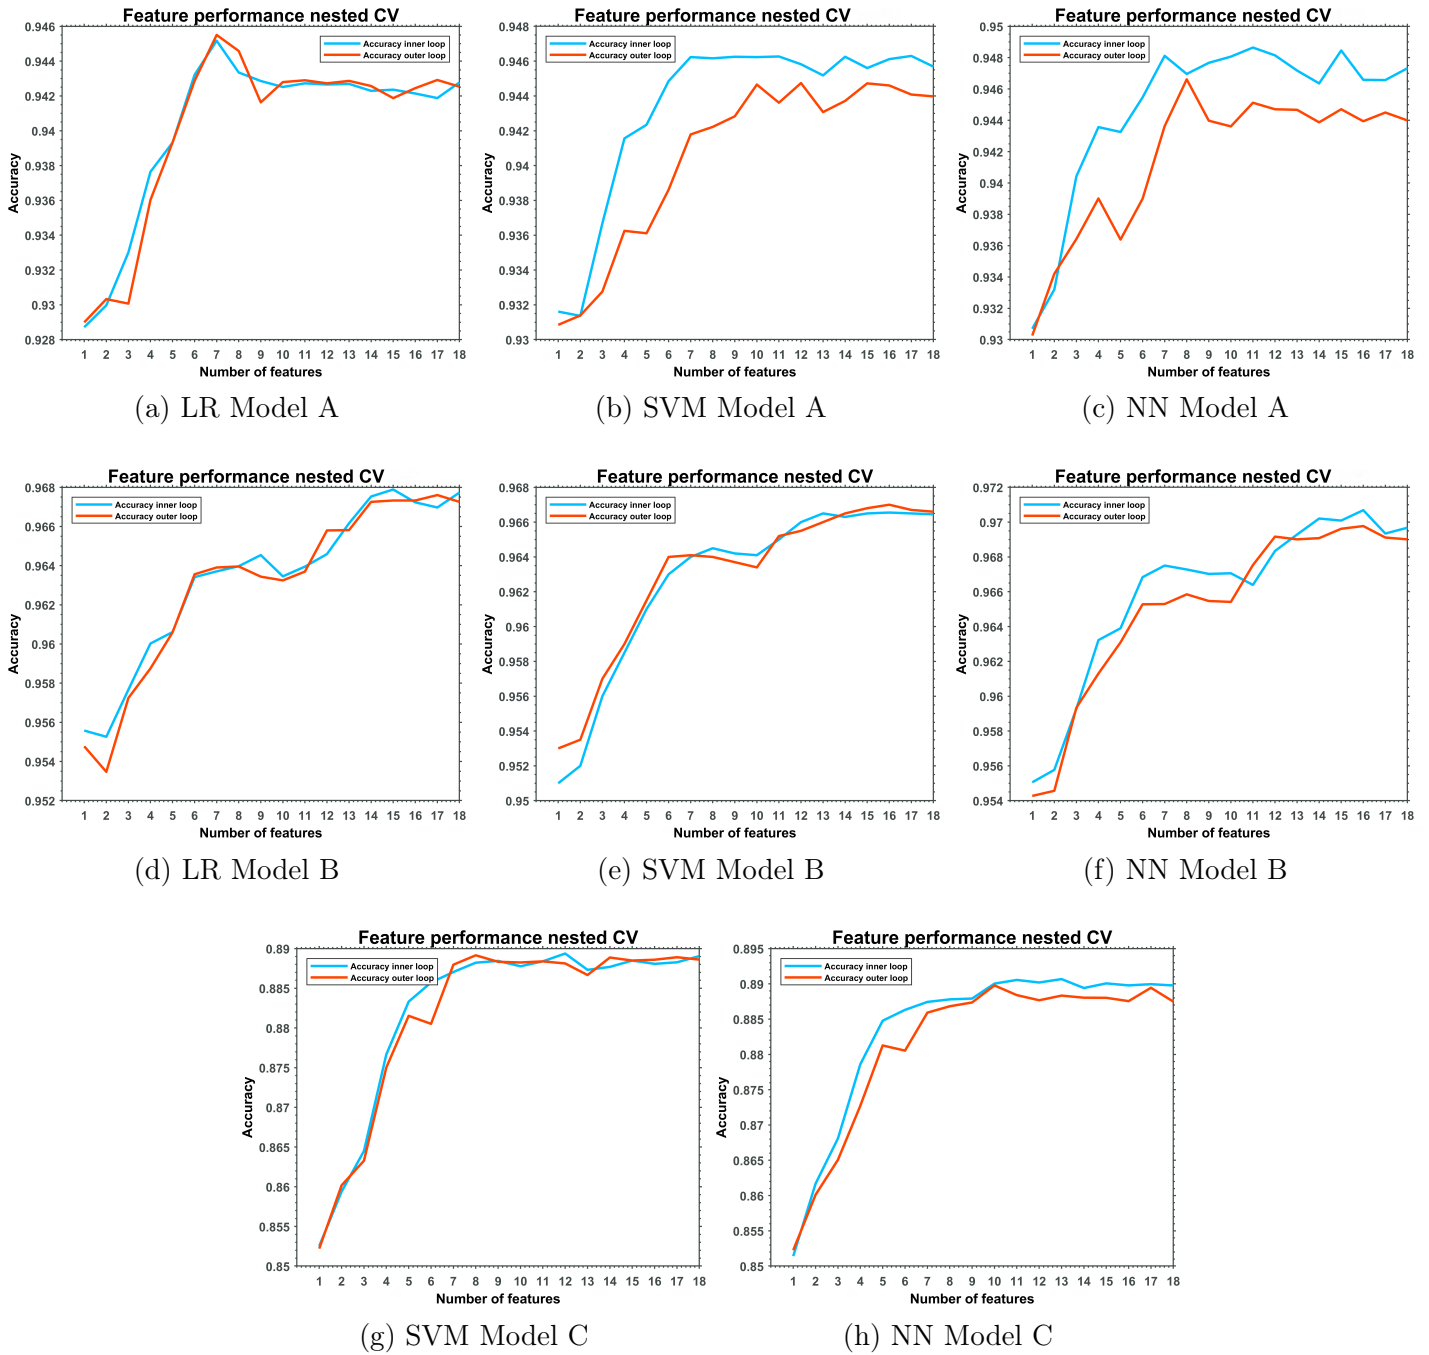 Feature performance nested CV
0.946
0.944
0.942
0.94
0.938
0.936
0.934
0.932
0.93
0.928
Accuracy
Accuracy inner loop
Accuracy outer loop
1 2 3 4 5 6 7 8 9 10 11 12 13 14 15 16 17 18
Number of features
(a) LR Model A
Feature performance nested CV
0.948
0.946
0.944
0.942
0.94
0.938
0.936
0.934
0.932
0.93
Accuracy
Accuracy inner loop
Accuracy outer loop
1 2 3 4 5 6 7 8 9 10 11 12 13 14 15 16 17 18
Number of features
(b) SVM Model A
Feature performance nested CV
0.95
0.948
0.946
0.944
0.942
0.94
0.938
0.936
0.934
0.932
0.93
Accuracy
Accuracy inner loop
Accuracy outer loop
1 2 3 4 5 6 7 8 9 10 11 12 13 14 15 16 17 18
Number of features
(c) NN Model A
Feature performance nested CV
0.968
0.966
0.964
0.962
0.96
0.958
0.956
0.954
0.952
Accuracy
Accuracy inner loop
Accuracy outer loop
1 2 3 4 5 6 7 8 9 10 11 12 13 14 15 16 17 18
Number of features
(d) LR Model B
Feature performance nested CV
0.968
0.966
0.964
0.962
0.96
0.958
0.956
0.954
0.952
0.95
Accuracy
Accuracy inner loop
Accuracy outer loop
1 2 3 4 5 6 7 8 9 10 11 12 13 14 15 16 17 18
Number of features
(e) SVM Model B
Feature performance nested CV
0.972
0.97
0.968
0.966
0.964
0.962
0.96
0.958
0.956
0.954
Accuracy
Accuracy inner loop
Accuracy outer loop
1 2 3 4 5 6 7 8 9 10 11 12 13 14 15 16 17 18
Number of features
(f) NN Model B
Feature performance nested CV
0.89
0.885
0.88
0.875
0.87
0.865
0.86
0.855
0.85
Accuracy
Accuracy inner loop
Accuracy outer loop
1 2 3 4 5 6 7 8 9 10 11 12 13 14 15 16 17 18
Number of features
(g) SVM Model C
Feature performance nested CV
0.895
0.89
0.885
0.88
0.875
0.87
0.865
0.86
0.855
0.85
Accuracy
Accuracy inner loop
Accuracy outer loop
1 2 3 4 5 6 7 8 9 10 11 12 13 14 15 16 17 18
Number of features
(h) NN Model C